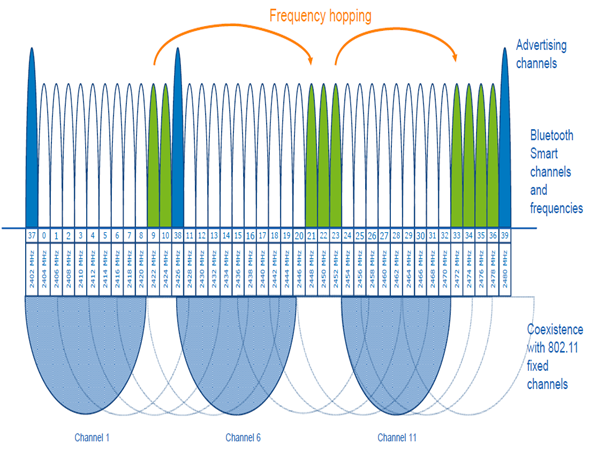 Frequency hopping
Advertising
channels
Bluetooth
Smart
channels
and
frequencies
37 0 1 2 3 4 5 6 7 8 9 10 38 11 12 13 14 15 16 17 18 19 20 21 22 23 24 25 26 27 28 29 30 31 32 33 34 35 36 39
2402 MHz 2404 MHz 2406 MHz 2408 MHz 2410 MHz 2412 MHz 2414 MHz 2416 MHz 2418 MHz 2420 MHz 2422 MHz 2424 MHz 2426 MHz 2428 MHz 2430 MHz 2432 MHz 2434 MHz 2436 MHz 2438 MHz 2440 MHz 2442 MHz 2444 MHz 2446 MHz 2448 MHz 2450 MHz 2452 MHz 2454 MHz 2456 MHz 2458 MHz 2460 MHz 2462 MHz 2464 MHz 2466 MHz 2468 MHz 2470 MHz 2472 MHz 2474 MHz 2476 MHz 2478 MHz 2480 MHz
Coexistence
with 802.11
fixed
channels
Channel 1
Channel 6
Channel 11